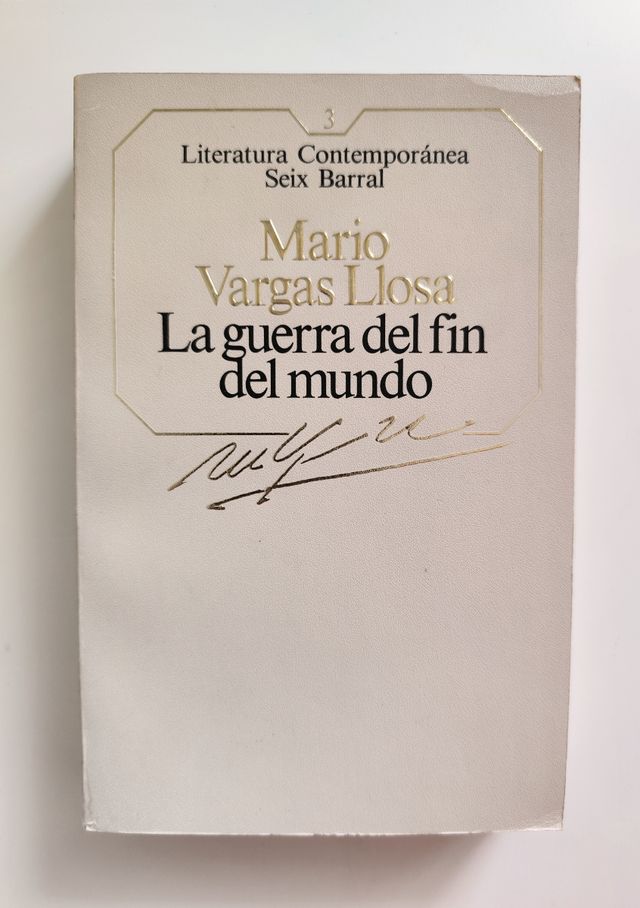 3
Literatura Contemporánea
Seix Barral
Mario
Vargas Llosa
La guerra del fin
del mundo